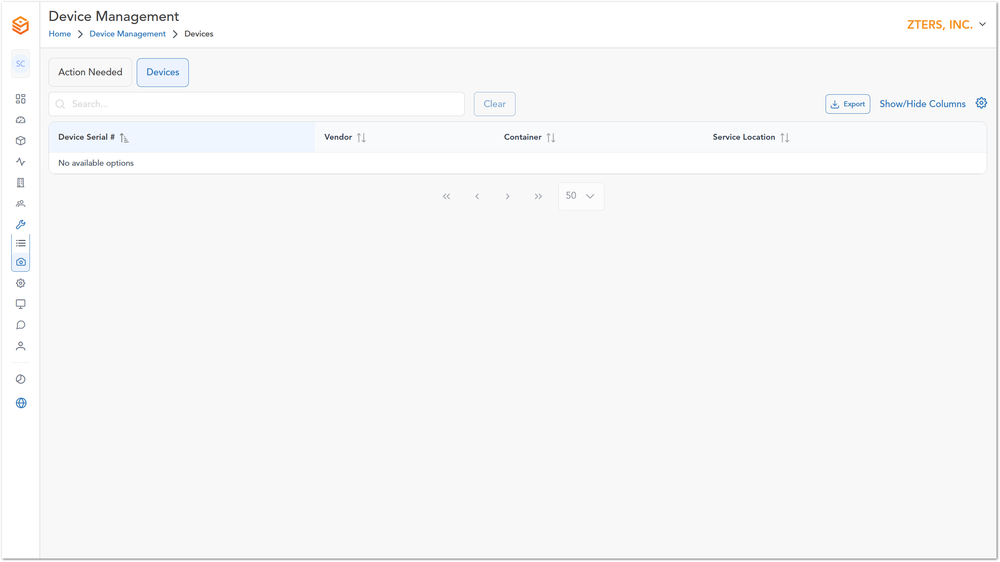 Device Management
Home > Device Management > Devices
ZTERS, INC.
SC
Action Needed
Devices
Search...
Clear
Export
Show/Hide Columns
Device Serial # Vendor Container Service Location
No available options
50